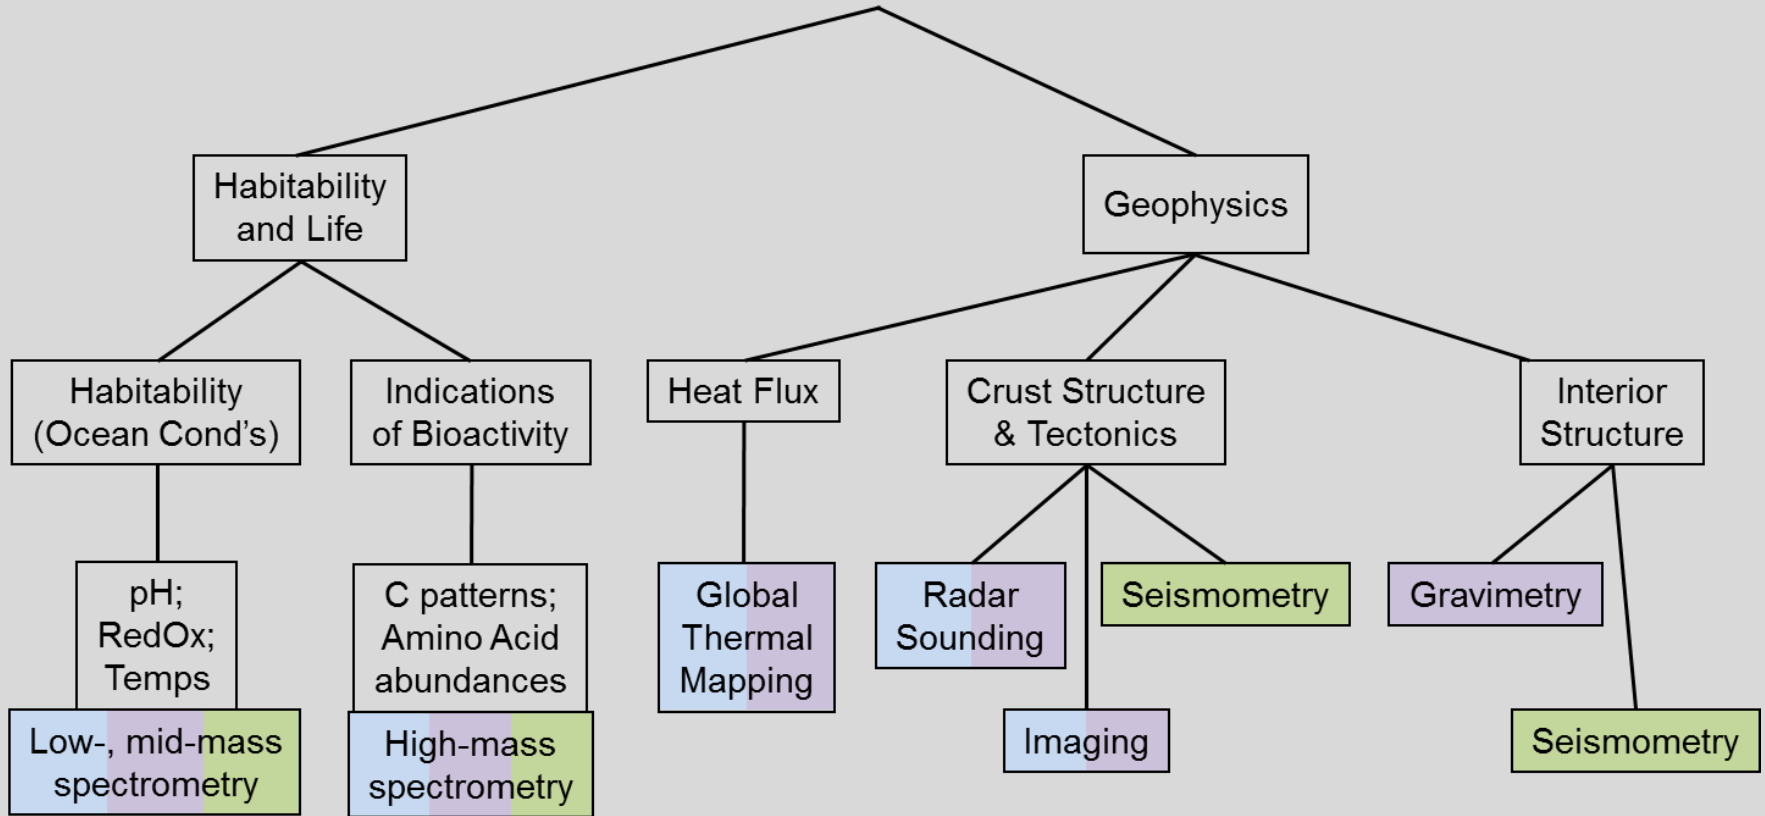 Habitability
and Life
Geophysics
Habitability
(Ocean Cond's)
Indications
of Bioactivity
Heat Flux
Crust Structure
& Tectonics
Interior
Structure
pH;
RedOx;
Temps
Low-, mid-mass
spectrometry
C patterns;
Amino Acid
abundances
High-mass
spectrometry
Global
Thermal
Mapping
Radar
Sounding
Imaging
Seismometry
Gravimetry
Seismometry